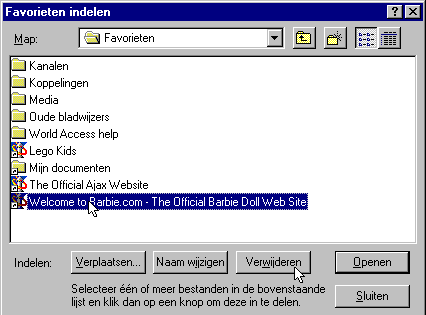 Favorieten indelen
Map: Favorieten
Kanalen
Koppelingen
Media
Oude bladwijzers
World Access help
Lego Kids
Mijn documenten
The Official Ajax Website
Welcome to Barbie.com - The Official Barbie Doll Web Site
Indelen: Verplaatsen... Naam wijzigen Verwijderen Openen
Selecteer één of meer bestanden in de bovenstaande
lijst en klik dan op een knop om deze in te delen.
Sluiten